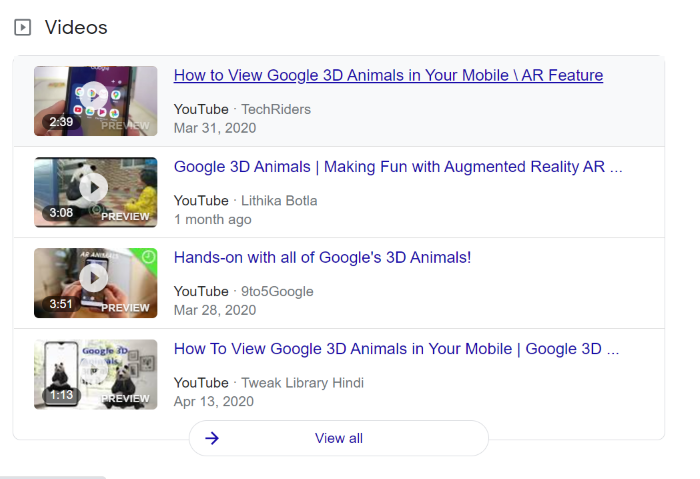 Videos
How to View Google 3D Animals in Your Mobile \ AR Feature
2:39
PREVIEW
YouTube · TechRiders
Mar 31, 2020
Google 3D Animals | Making Fun with Augmented Reality AR ...
3:08
PREVIEW
YouTube · Lithika Botla
1 month ago
AR ANIMALS
Hands-on with all of Google's 3D Animals!
3:51
PREVIEW
YouTube · 9to5Google
Mar 28, 2020
Google 3D
Animals
How To View Google 3D Animals in Your Mobile | Google 3D ...
1:13
PREVIEW
YouTube · Tweak Library Hindi
Apr 13, 2020
View all